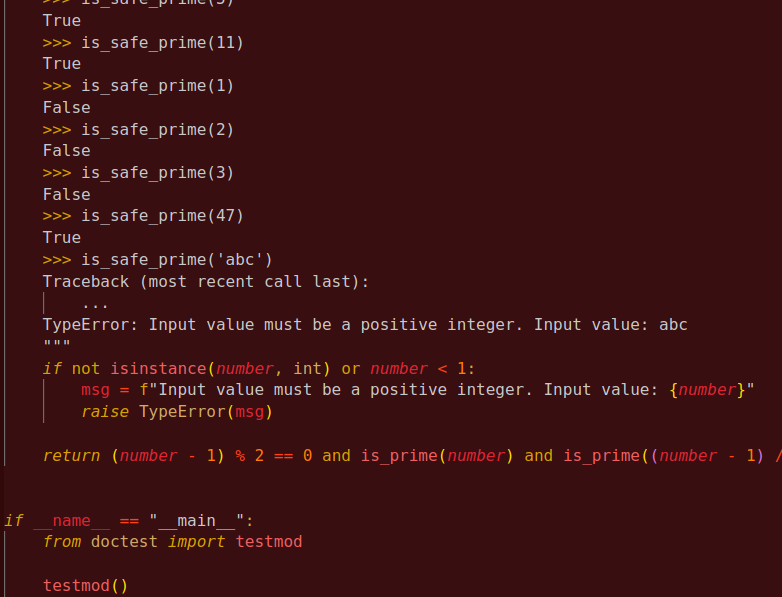 >>> is_safe_prime(5)
True
>>> is_safe_prime(11)
True
>>> is_safe_prime(1)
False
>>> is_safe_prime(2)
False
>>> is_safe_prime(3)
False
>>> is_safe_prime(47)
True
>>> is_safe_prime('abc')
Traceback (most recent call last):
...
TypeError: Input value must be a positive integer. Input value: abc
"""
if not isinstance(number, int) or number < 1:
msg = f"Input value must be a positive integer. Input value: {number}"
raise TypeError(msg)
return (number - 1) % 2 == 0 and is_prime(number) and is_prime((number - 1) /
if __name__ == "__main__":
from doctest import testmod
testmod()